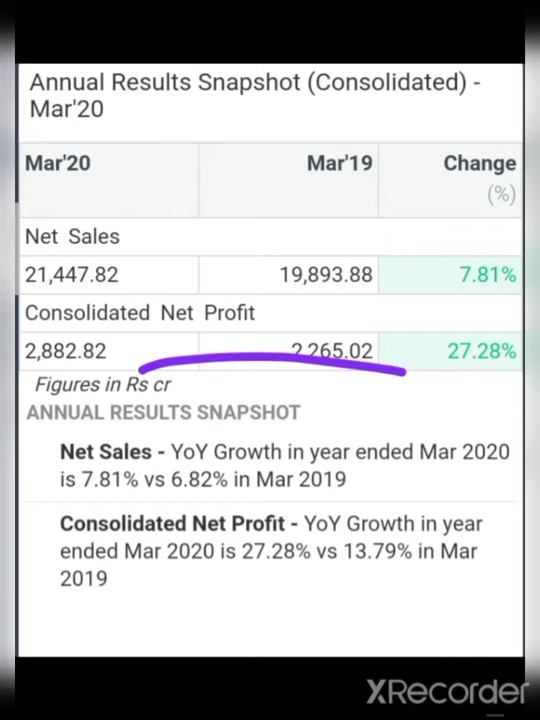 Annual Results Snapshot (Consolidated) -
Mar'20
Mar'20 Mar'19 Change
(%)
Net Sales
21,447.82 19,893.88 7.81%
Consolidated Net Profit
2,882.82 2,265.02 27.28%
Figures in Rs cr
ANNUAL RESULTS SNAPSHOT
Net Sales - YoY Growth in year ended Mar 2020
is 7.81% vs 6.82% in Mar 2019
Consolidated Net Profit - YoY Growth in year
ended Mar 2020 is 27.28% vs 13.79% in Mar
2019
XRecorder